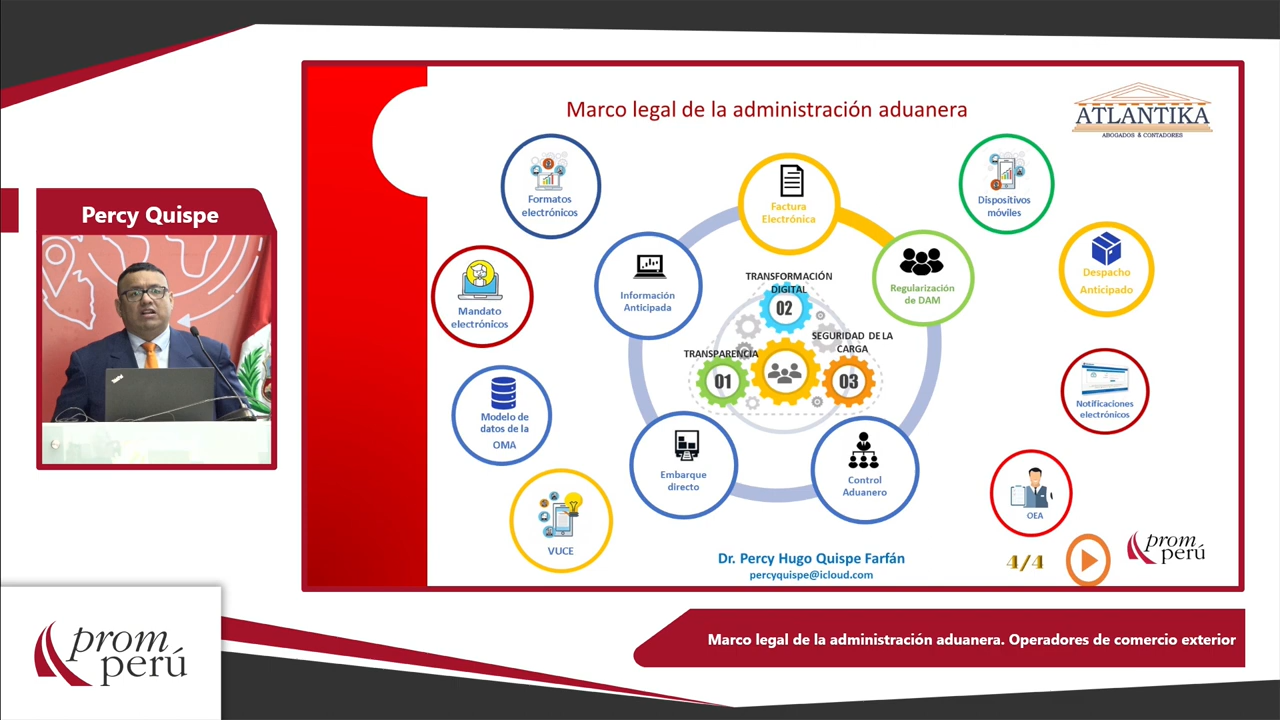 Percy Quispe
Marco legal de la administración aduanera
ATLANTIKA
ABOGADOS & CONTADORES
Formatos
electrónicos
Factura
Electrónica
Dispositivos
móviles
Mandato
electrónicos
Información
Anticipada
TRANSFORMACIÓN
DIGITAL
02
Regularización
de DAM
Despacho
Anticipado
TRANSPARENCIA
01
SEGURIDAD DE LA
CARGA
03
Modelo de
datos de la
OMA
Notificaciones
electrónicos
Embarque
directo
Control
Aduanero
VUCE
OEA
Dr. Percy Hugo Quispe Farfán
percyquispe@icloud.com
4/4
prom
perú
prom
perú
Marco legal de la administración aduanera. Operadores de comercio exterior